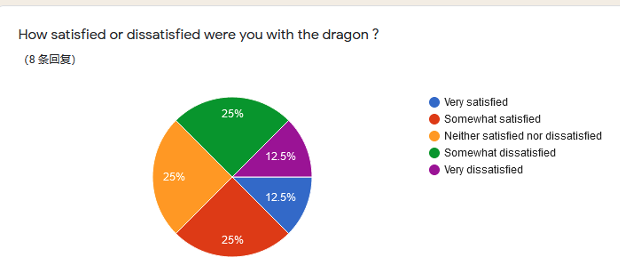 How satisfied or dissatisfied were you with the dragon？
(8 条回复)
25%
12.5%
25%
12.5%
25%
Very satisfied
Somewhat satisfied
Neither satisfied nor dissatisfied
Somewhat dissatisfied
Very dissatisfied